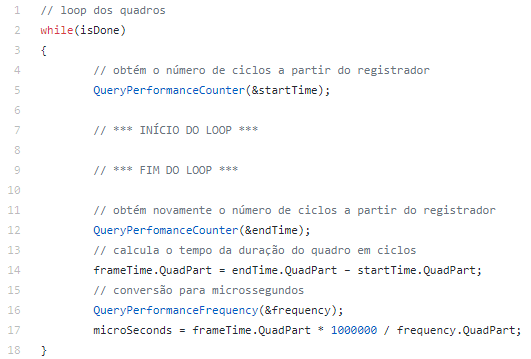 1 // loop dos quadros
2 while(isDone)
3 {
4 // obtém o número de ciclos a partir do registrador
5 QueryPerformanceCounter(&startTime);
6
7 // *** INÍCIO DO LOOP ***
8
9 // *** FIM DO LOOP ***
10
11 // obtém novamente o número de ciclos a partir do registrador
12 QueryPerfomanceCounter(&endTime);
13 // calcula o tempo da duração do quadro em ciclos
14 frameTime.QuadPart = endTime.QuadPart – startTime.QuadPart;
15 // conversão para microssegundos
16 QueryPerformanceFrequency(&frequency);
17 microSeconds = frameTime.QuadPart * 1000000 / frequency.QuadPart;
18 }